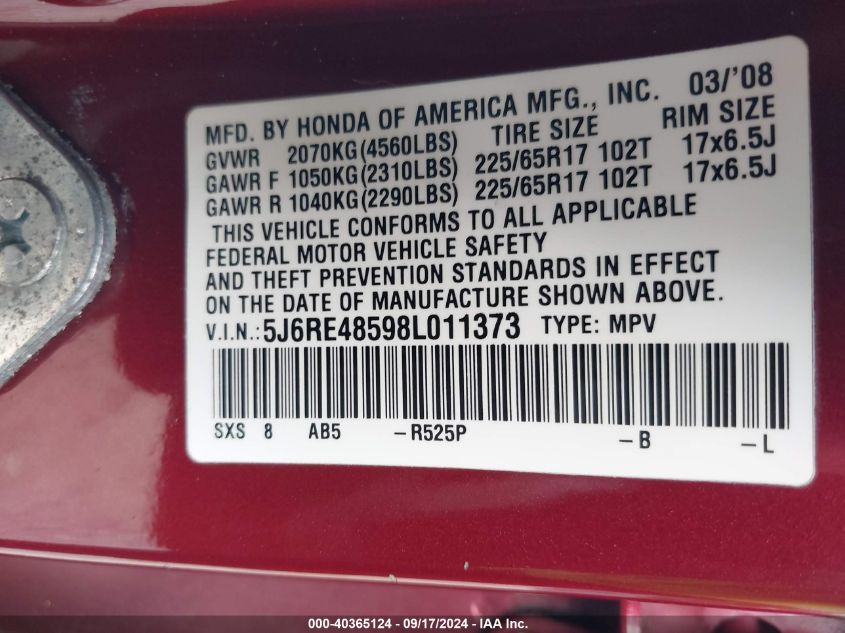 MFD. BY HONDA OF AMERICA MFG., INC. 03/'08
GVWR 2070KG(4560LBS) TIRE SIZE RIM SIZE
GAWR F 1050KG(2310LBS) 225/65R17 102T 17x6.5J
GAWR R 1040KG(2290LBS) 225/65R17 102T 17x6.5J
THIS VEHICLE CONFORMS TO ALL APPLICABLE
FEDERAL MOTOR VEHICLE SAFETY
AND THEFT PREVENTION STANDARDS IN EFFECT
ON THE DATE OF MANUFACTURE SHOWN ABOVE.
V.I.N.: 5J6RE48598L011373 TYPE: MPV
SXS 8 AB5 –R525P –B –L
000-40365124 - 09/17/2024 - IAA Inc.